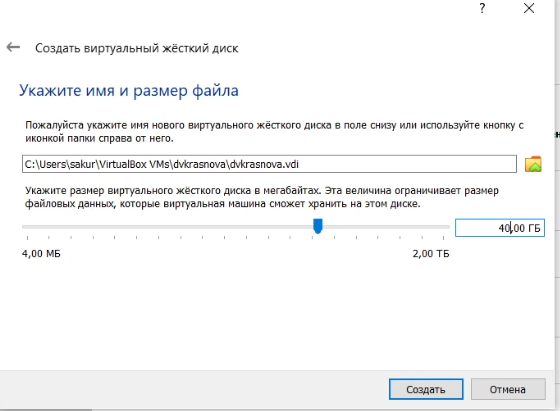 ?
Создать виртуальный жёсткий диск
Укажите имя и размер файла
Пожалуйста укажите имя нового виртуального жёсткого диска в поле снизу или используйте кнопку с
иконкой папки справа от него.
C:\Users\sakur\VirtualBox VMs\dvkrasnova\dvkrasnova.vdi
Укажите размер виртуального жёсткого диска в мегабайтах. Эта величина ограничивает размер
файловых данных, которые виртуальная машина сможет хранить на этом диске.
40,00 ГБ
4,00 МБ 2,00 ТБ
Создать Отмена